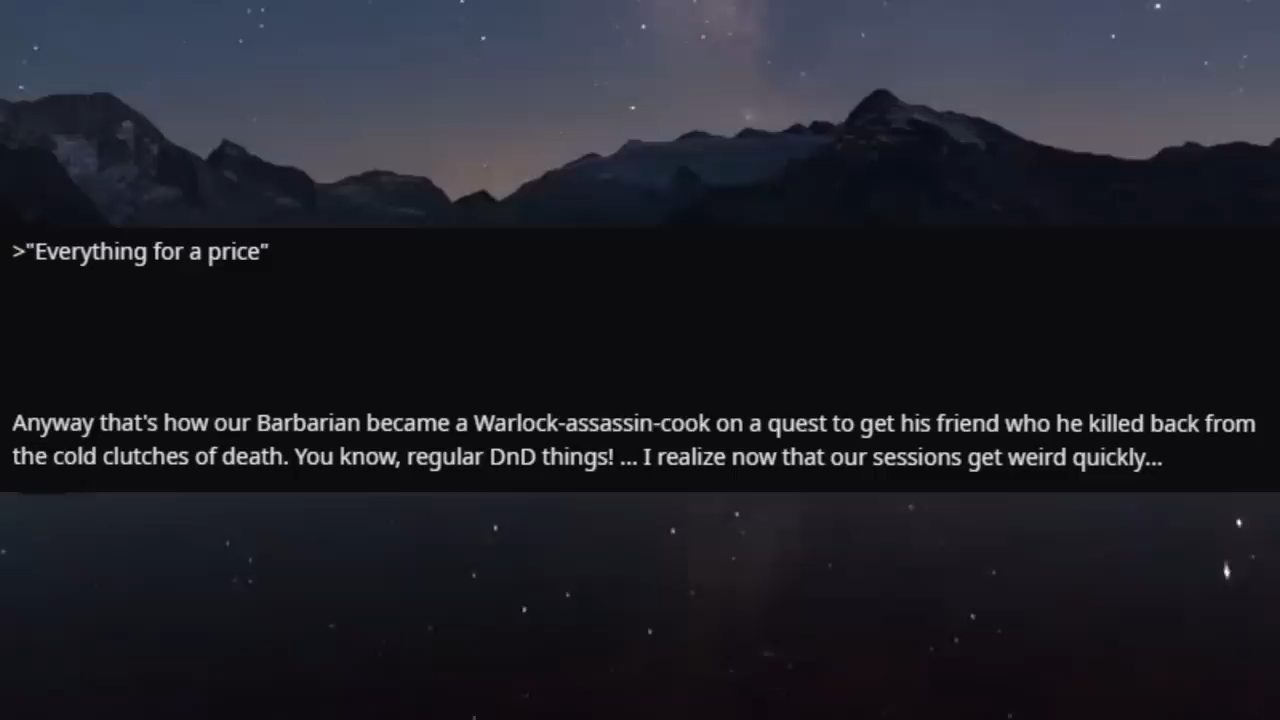 >"Everything for a price"
Anyway that's how our Barbarian became a Warlock-assassin-cook on a quest to get his friend who he killed back from
the cold clutches of death. You know, regular DnD things! ... I realize now that our sessions get weird quickly...